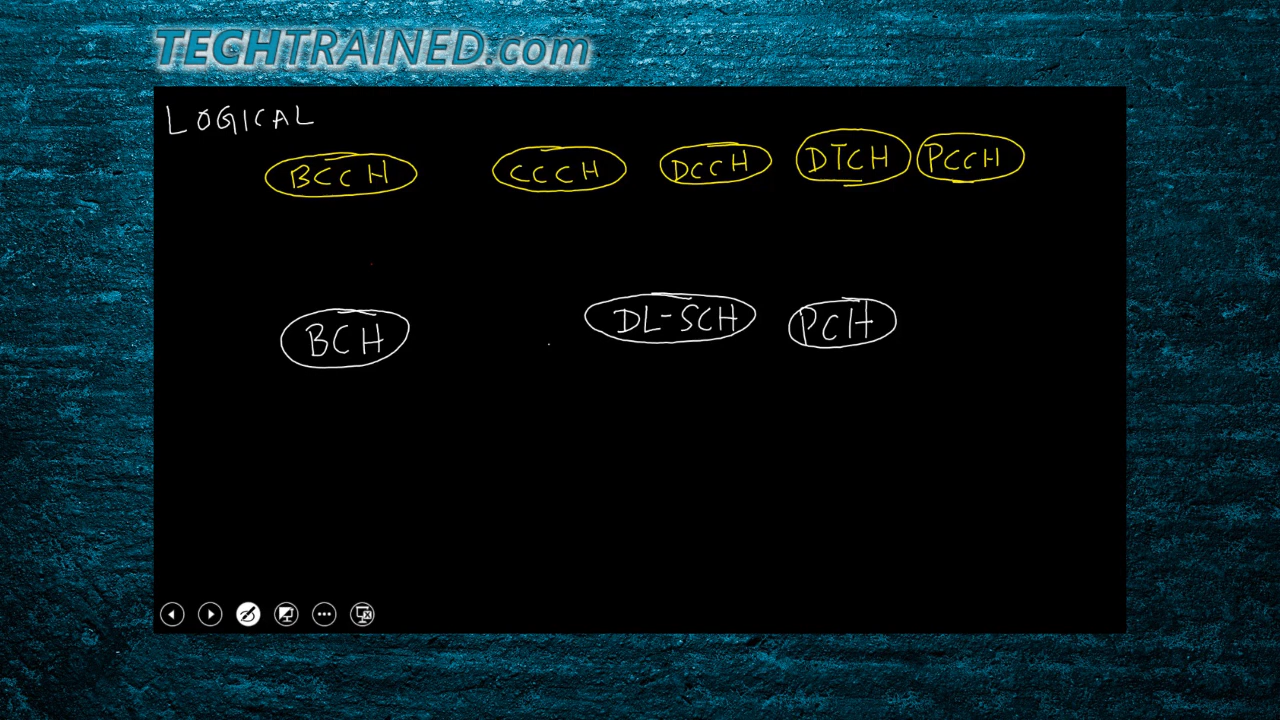 TECHTRAINED.com
LOGICAL
BCCH CCCH DCCH DTCH PCCH
BCH DL-SCH PCH